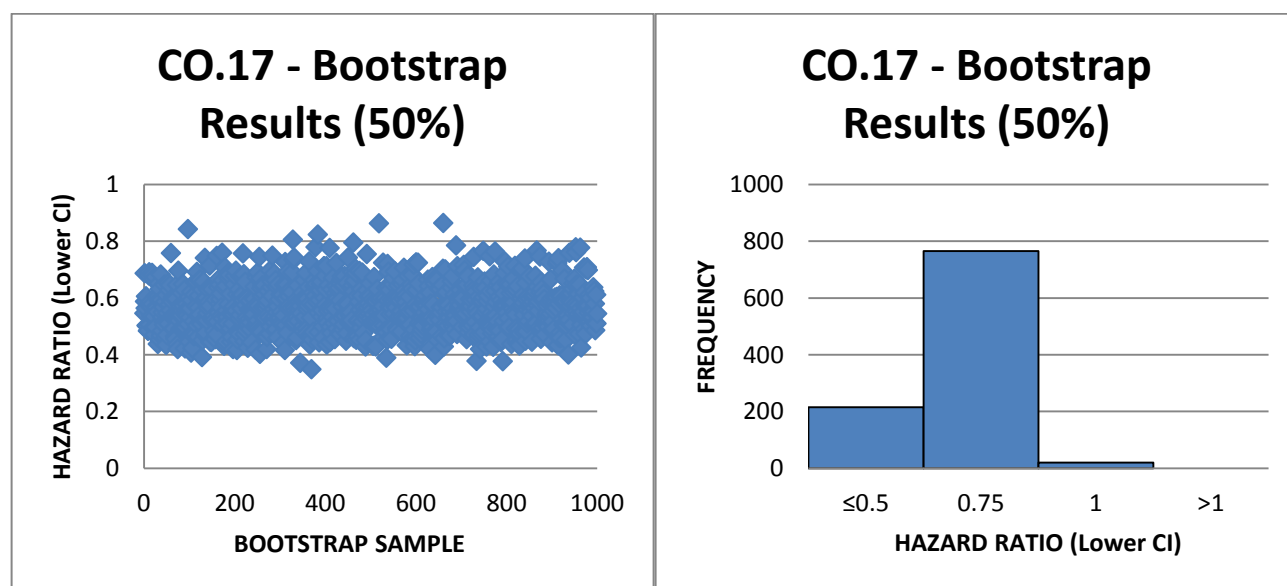 CO.17 - Bootstrap
Results (50%)
HAZARD RATIO (Lower CI)
1
0.8
0.6
0.4
0.2
0
0 200 400 600 800 1000
BOOTSTRAP SAMPLE
CO.17 - Bootstrap
Results (50%)
FREQUENCY
1000
800
600
400
200
0
≤0.5 0.75 1 >1
HAZARD RATIO (Lower CI)